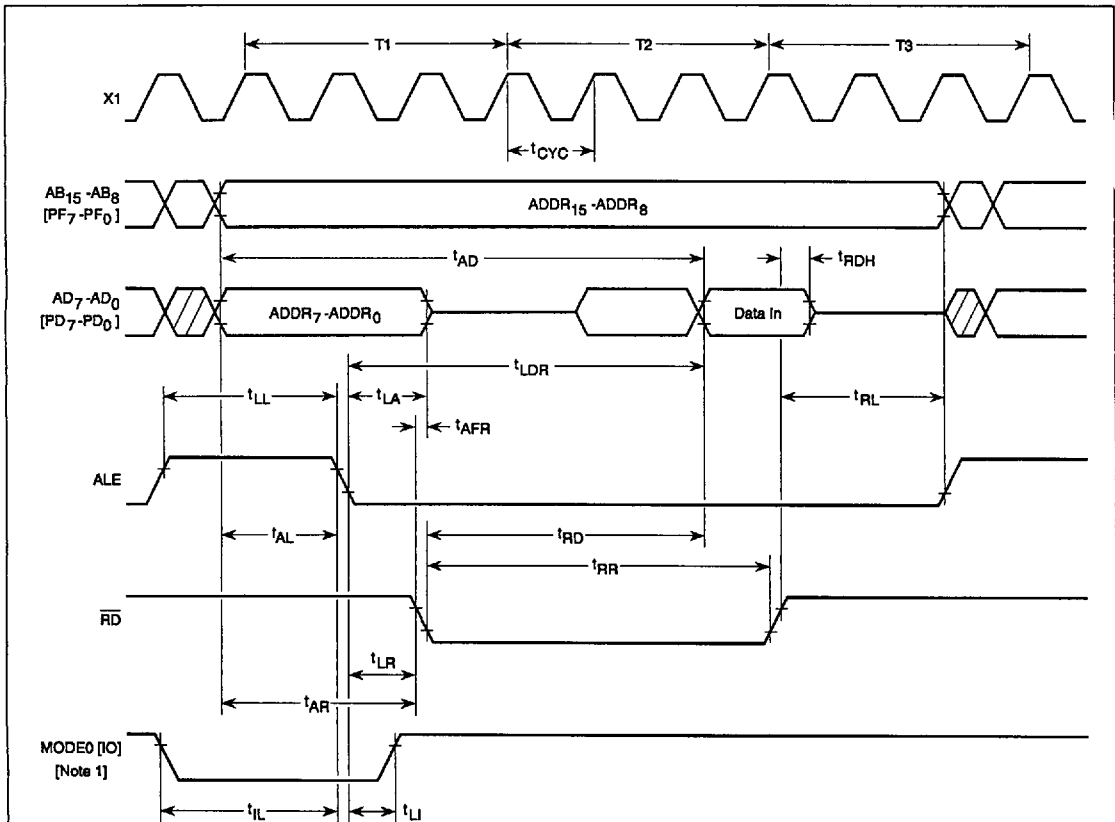 T1
T2
T3
X1
tCYC
AB15 -AB8
[PF7 -PF0 ]
ADDR15 -ADDR8
tAD
tRDH
AD7 -AD0
[PD7 -PD0 ]
ADDR7 -ADDR0
Data In
tLDR
tLL
tLA
tRL
tAFR
ALE
tAL
tRD
tRR
RD
tLR
tAR
MODE0 [IO]
[Note 1]
tIL
tLI